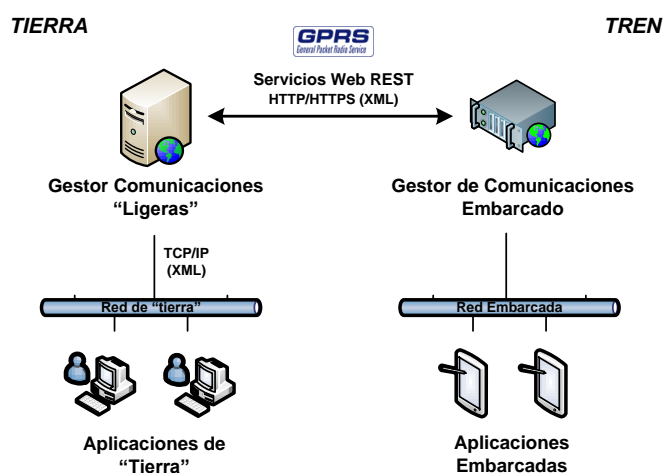 TIERRA
TREN
GPRS
General Packet Radio Service
Servicios Web REST
HTTP/HTTPS (XML)
Gestor Comunicaciones
“Ligeras”
Gestor de Comunicaciones
Embarcado
TCP/IP
(XML)
Red de “tierra”
Red Embarcada
Aplicaciones de
“Tierra”
Aplicaciones
Embarcadas